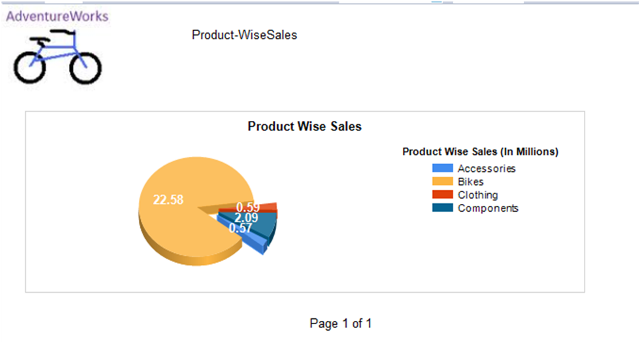 AdventureWorks
Product-WiseSales
Product Wise Sales
Product Wise Sales (In Millions)
Accessories
Bikes
Clothing
Components
22.58
0.59
2.09
0.57
Page 1 of 1